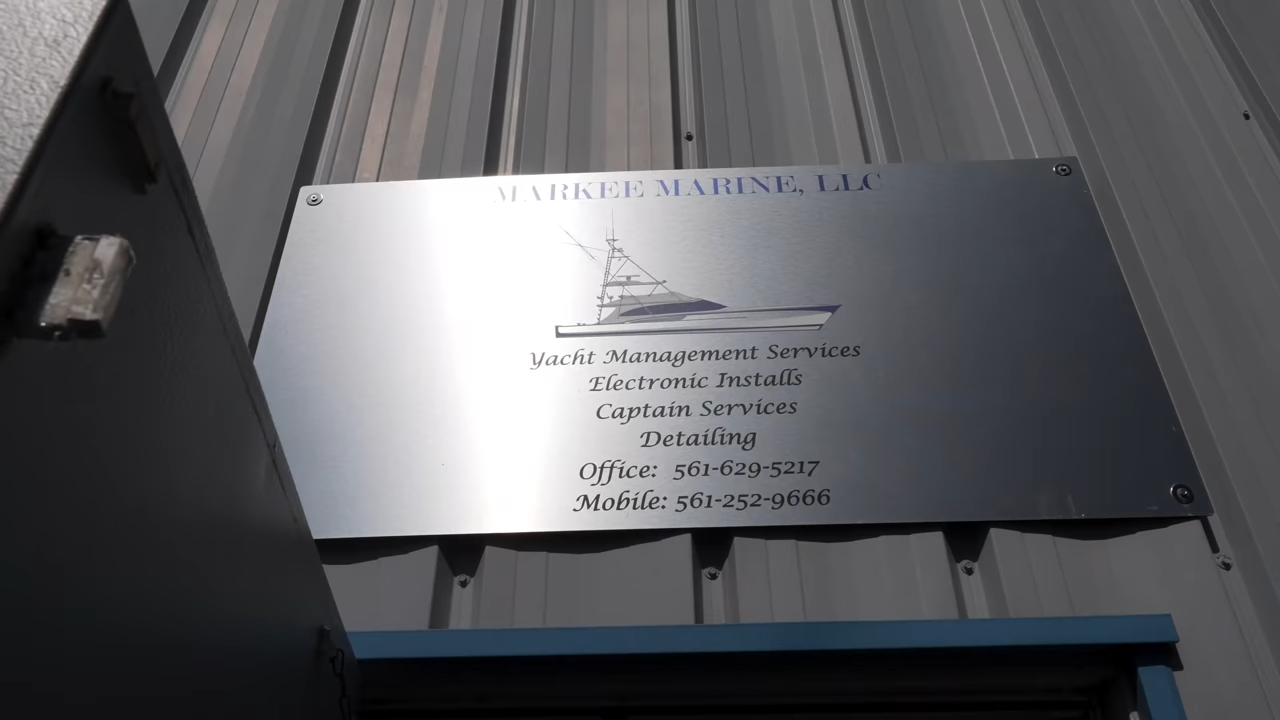 MARKEE MARINE, LLC
Yacht Management Services
Electronic Installs
Captain Services
Detailing
Office: 561-629-5217
Mobile: 561-252-9666